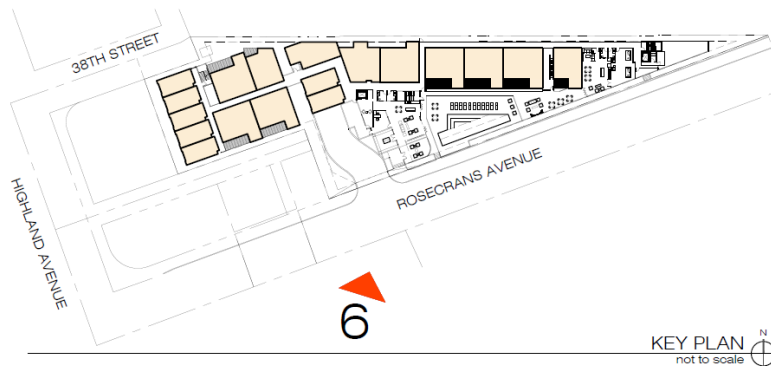 38TH STREET
HIGHLAND AVENUE
ROSECRANS AVENUE
6
KEY PLAN
not to scale
N